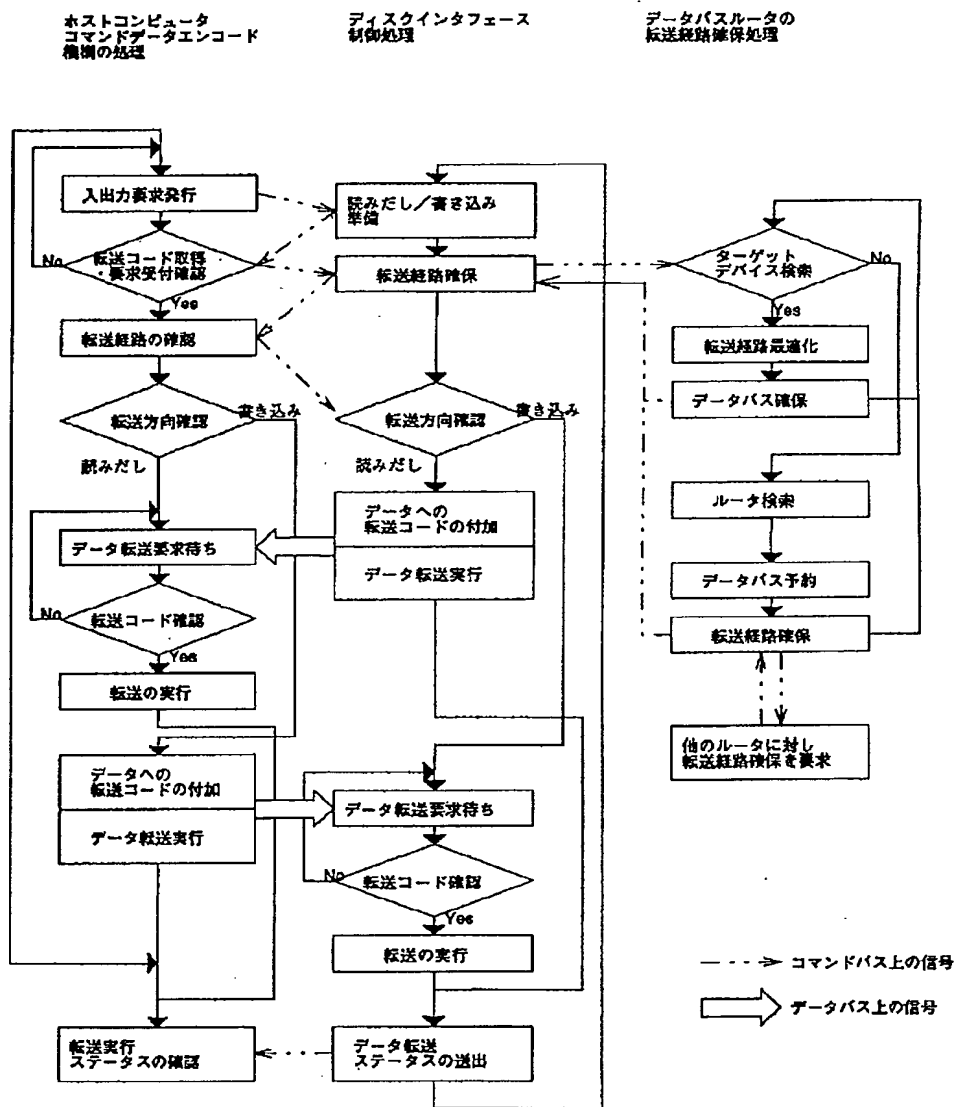 ホストコンピュータ
コマンドデータエンコード
機構の処理
ディスクインタフェース
制御処理
データバスルータの
転送経路確保処理
入出力要求発行
No
転送コード取得
・要求受付確認
Yes
転送経路の確認
転送方向確認
書き込み
読みだし
データ転送要求待ち
No
転送コード確認
Yes
転送の実行
データへの
転送コードの付加
データ転送実行
転送実行
ステータスの確認
読みだし／書き込み
準備
転送経路確保
転送方向確認
書き込み
読みだし
データへの
転送コードの付加
データ転送実行
データ転送要求待ち
No
転送コード確認
Yes
転送の実行
データ転送
ステータスの送出
ターゲット
デバイス検索
No
Yes
転送経路最適化
データバス確保
ルータ検索
データバス予約
転送経路確保
他のルータに対し
転送経路確保を要求
コマンドバス上の信号
データバス上の信号